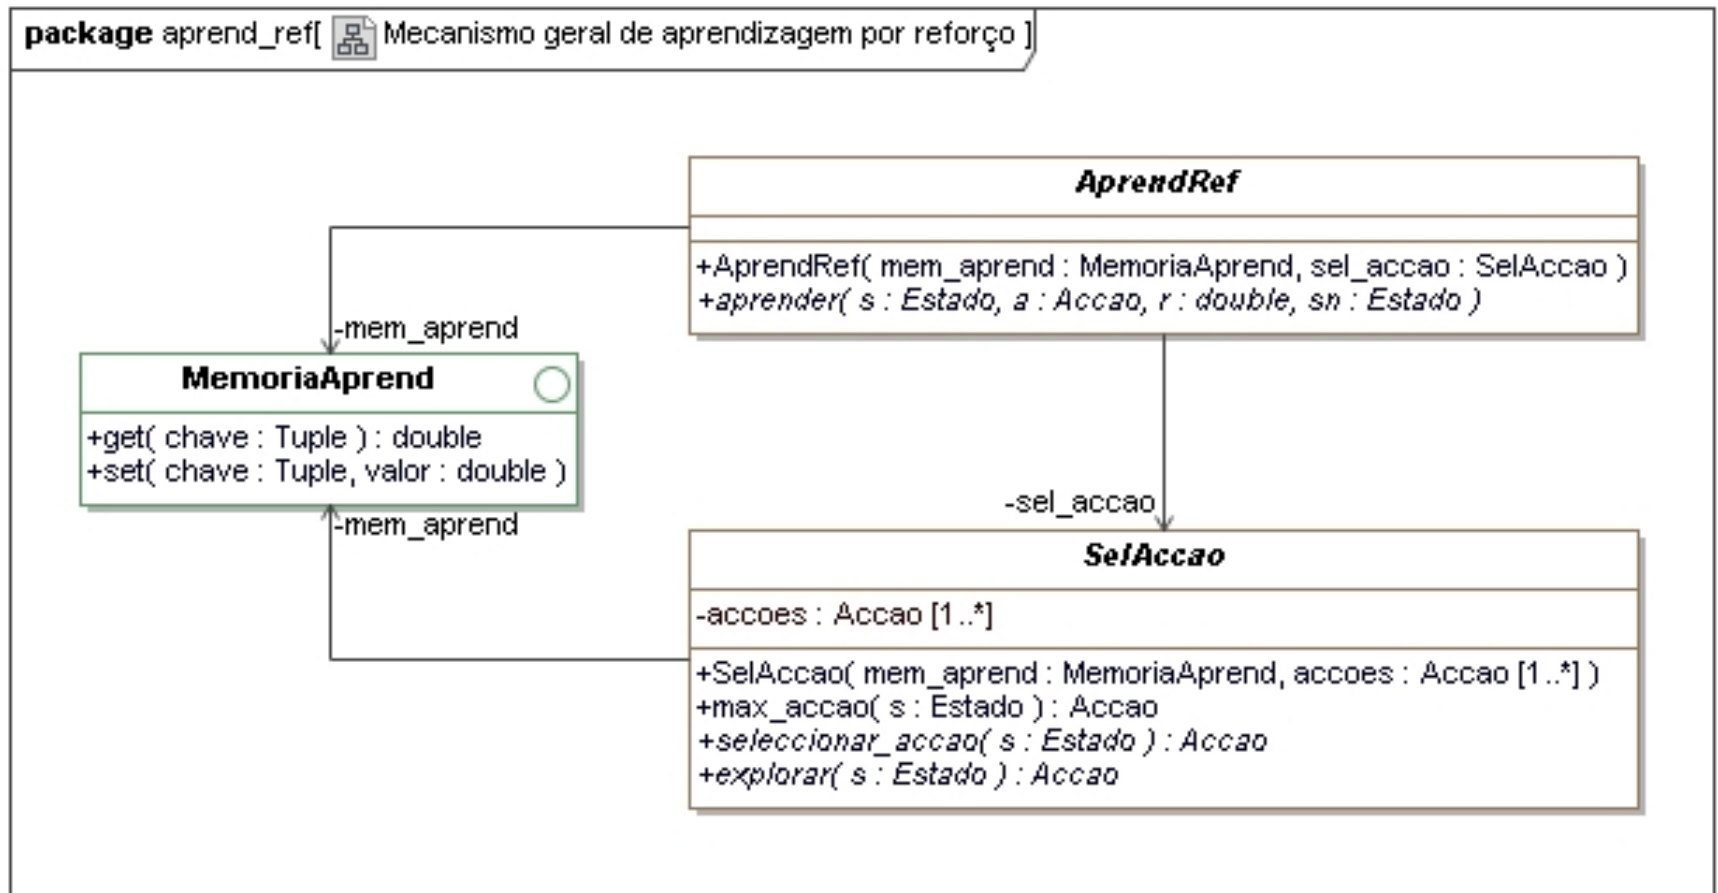 package aprend_ref[ Mecanismo geral de aprendizagem por reforço ]
AprendRef
+AprendRef( mem_aprend : MemoriaAprend, sel_accao : SelAccao )
+aprender( s : Estado, a : Accao, r : double, sn : Estado )
-mem_aprend
MemoriaAprend
+get( chave : Tuple ) : double
+set( chave : Tuple, valor : double )
-mem_aprend
-sel_accao
SelAccao
-accoes : Accao [1..*]
+SelAccao( mem_aprend : MemoriaAprend, accoes : Accao [1..*] )
+max_accao( s : Estado ) : Accao
+seleccionar_accao( s : Estado ) : Accao
+explorar( s : Estado ) : Accao